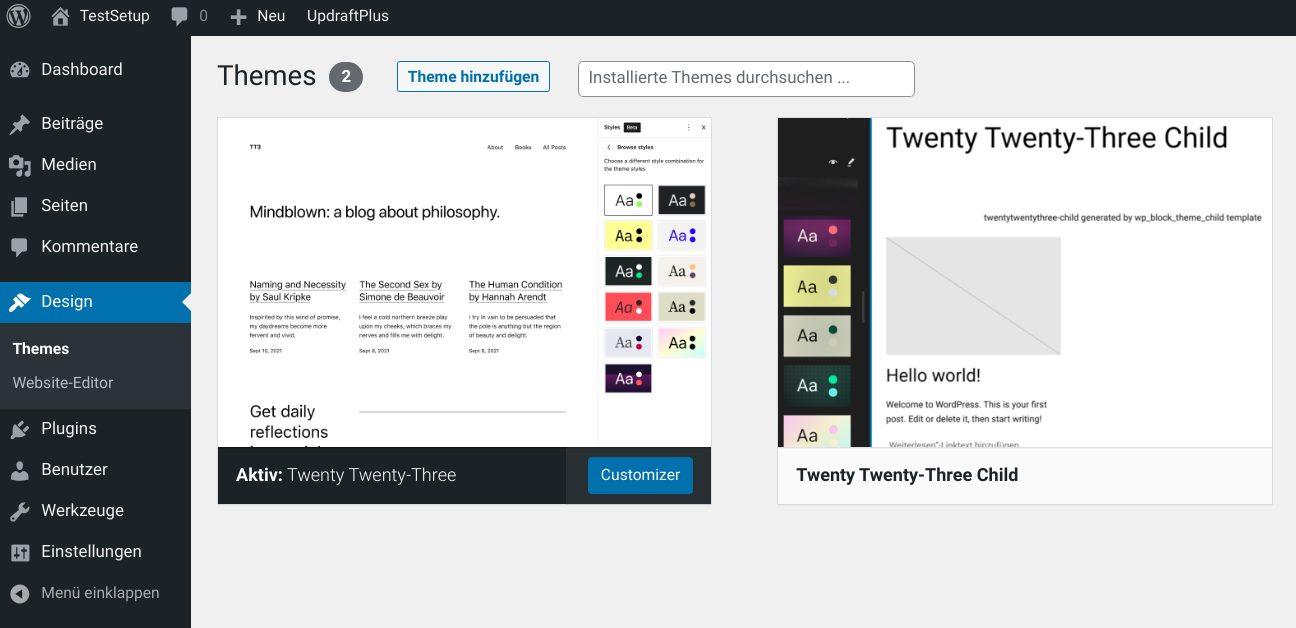 TestSetup 0 Neu UpdraftPlus
Dashboard
Beiträge
Medien
Seiten
Kommentare
Design
Themes
Website-Editor
Plugins
Benutzer
Werkzeuge
Einstellungen
Menü einklappen
Themes 2 Theme hinzufügen Installierte Themes durchsuchen ...
TT3 About Books All Posts
Mindblown: a blog about philosophy.
Naming and Necessity
by Saul Kripke
Inspirited by this wind of promise,
my daydreams become more
fervent and vivid.
Sept 10, 2021
The Second Sex by
Simone de Beauvoir
I feel a cold northern breeze play
upon my cheeks, which braces my
nerves and fills me with delight.
Sept 8, 2021
The Human Condition
by Hannah Arendt
I try in vain to be persuaded that
the pole is anything but the region
of beauty and delight.
Sept 6, 2021
Get daily
reflections
Styles Beta
Browse styles
Choose a different style combination for
the theme styles
Aa Aa
Aa Aa
Aa Aa
Aa Aa
Aa Aa
Aa
Aktiv: Twenty Twenty-Three Customizer
Twenty Twenty-Three Child
twentytwentythree-child generated by wp_block_theme_child template
Aa
Aa
Aa
Aa
Aa
Hello world!
Welcome to WordPress. This is your first
post. Edit or delete it, then start writing!
„Weiterlesen“-Linktext hinzufügen
Twenty Twenty-Three Child